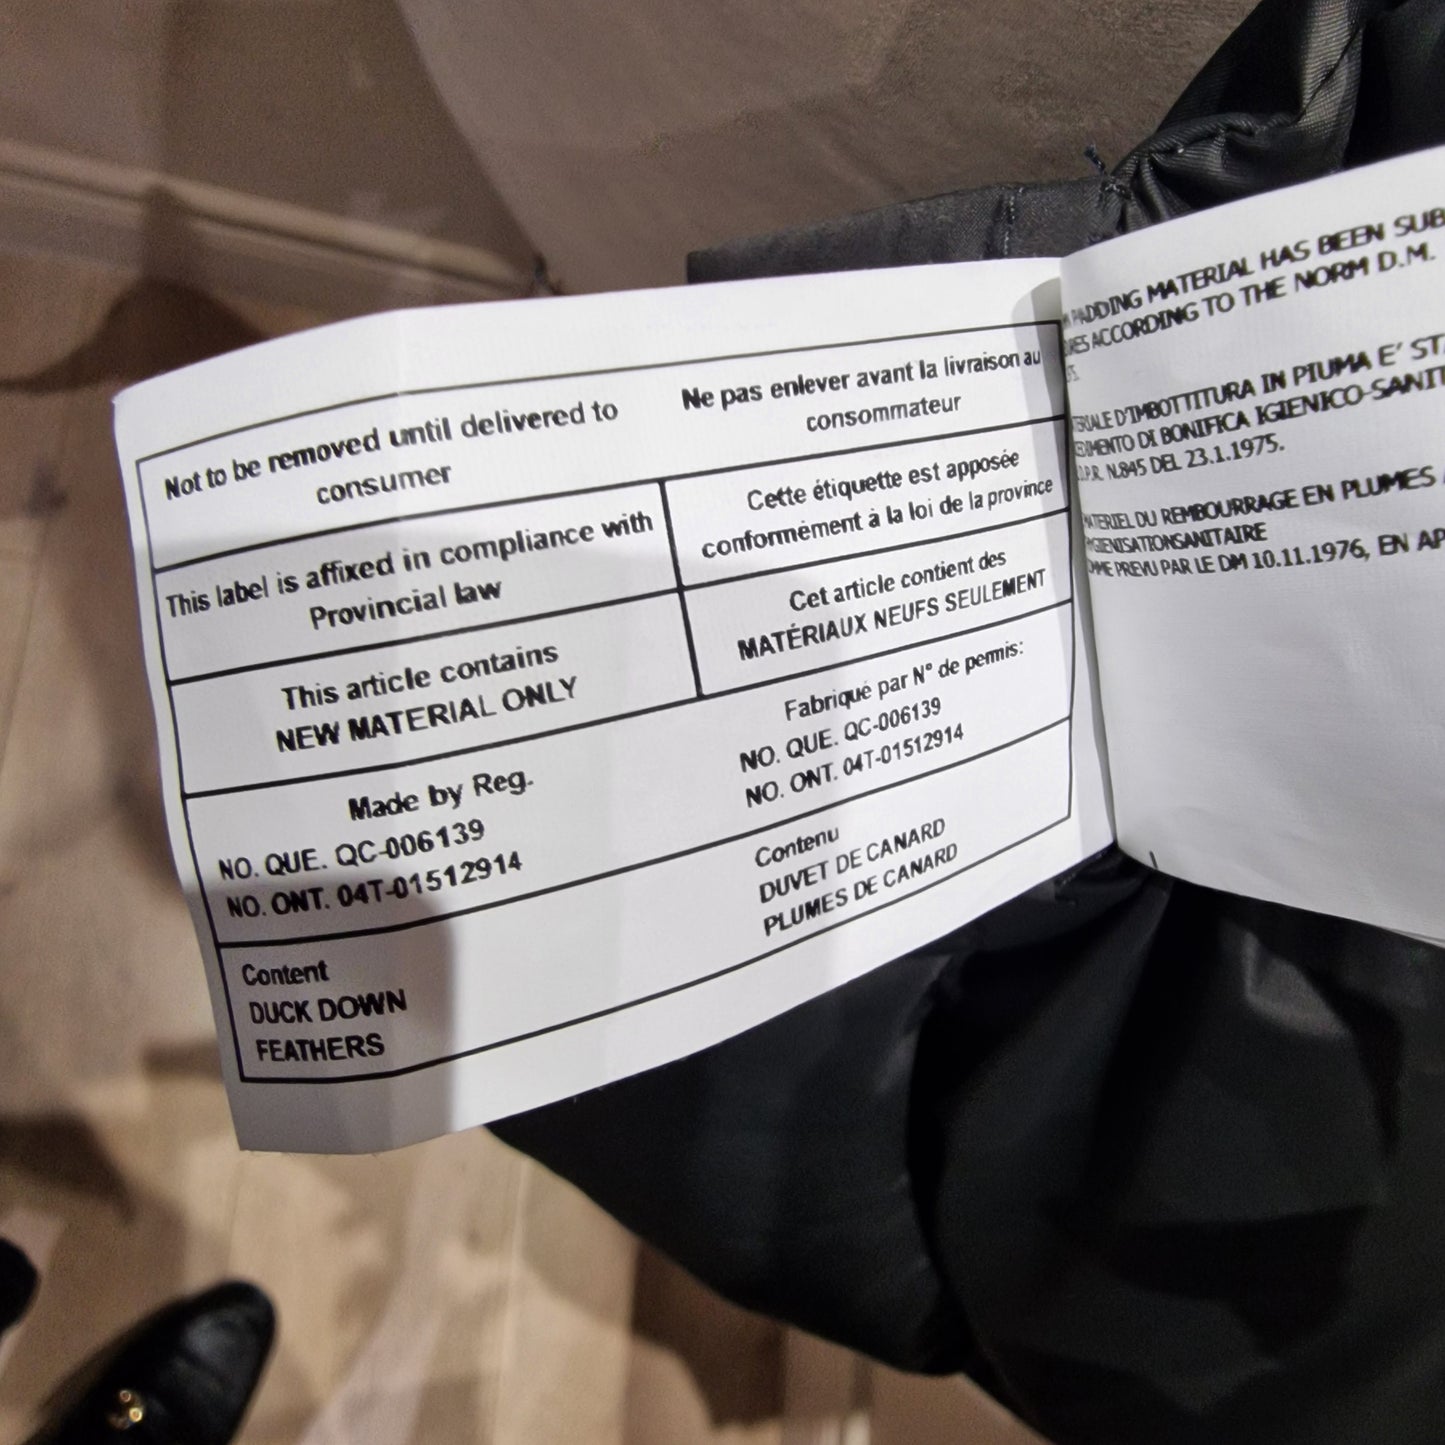 Not to be removed until delivered to
consumer
Ne pas enlever avant la livraison au
consommateur
This label is affixed in compliance with
Provincial law
Cette étiquette est apposée
conformément à la loi de la province
This article contains
NEW MATERIAL ONLY
Cet article contient des
MATÉRIAUX NEUFS SEULEMENT
Made by Reg.
NO. QUE. QC-006139
NO. ONT. 04T-01512914
Fabriqué par N° de permis:
NO. QUE. QC-006139
NO. ONT. 04T-01512914
Content
DUCK DOWN
FEATHERS
Contenu
DUVET DE CANARD
PLUMES DE CANARD
PADDING MATERIAL HAS BEEN
ACCORDING TO THE NORM D.M.
D'IMBOTTITURA IN PIUMA E'
DI BONIFICA IGIENICO-
N.845 DEL 23.1.1975.
DU REMBOURRAGE EN PLUMES
PREVU PAR LE DM 10.11.1976, EN